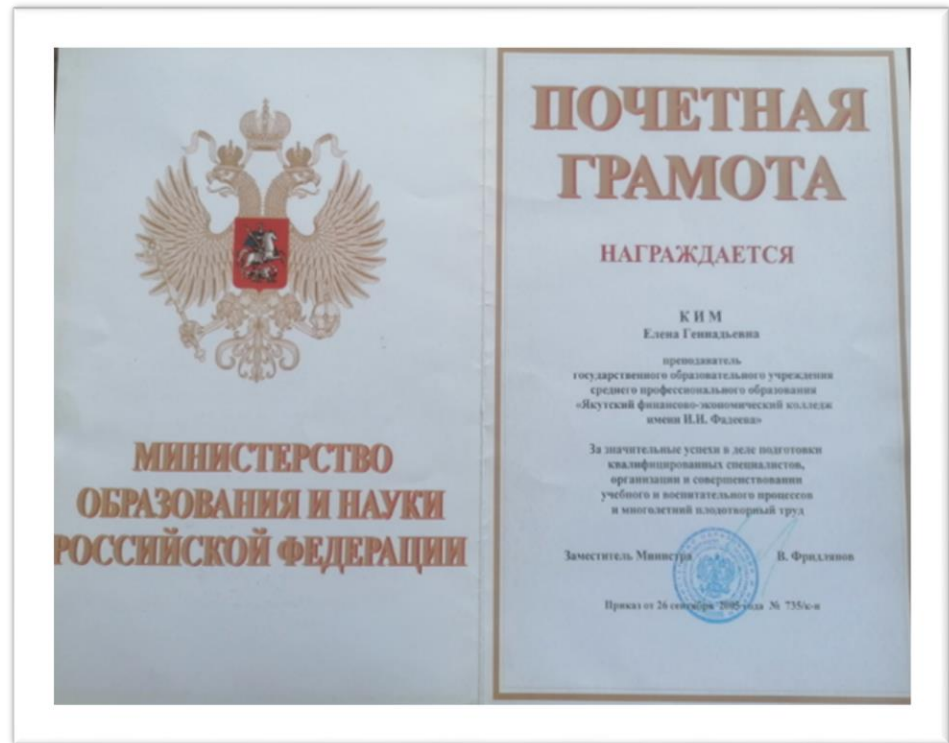 МИНИСТЕРСТВО
ОБРАЗОВАНИЯ И НАУКИ
РОССИЙСКОЙ ФЕДЕРАЦИИ
ПОЧЕТНАЯ
ГРАМОТА
НАГРАЖДАЕТСЯ
К И М
Елена Геннадьевна
преподаватель
государственного образовательного учреждения
среднего профессионального образования
«Якутский финансово-экономический колледж
имени И.И. Фадеева»
За значительные успехи в деле подготовки
квалифицированных специалистов,
организации и совершенствовании
учебного и воспитательного процессов
и многолетний плодотворный труд
Заместитель Министра В. Фридлянов
Приказ от 26 сентября 2005 года № 735/к-н